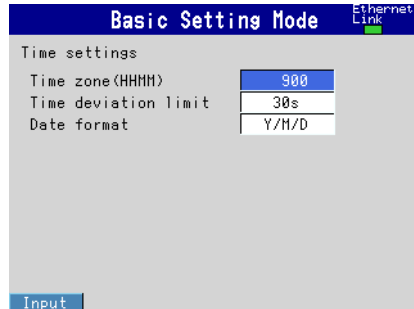 Basic Setting Mode
Ethernet
Link
Time settings
Time zone(HHMM) 900
Time deviation limit 30s
Date format Y/M/D
Input